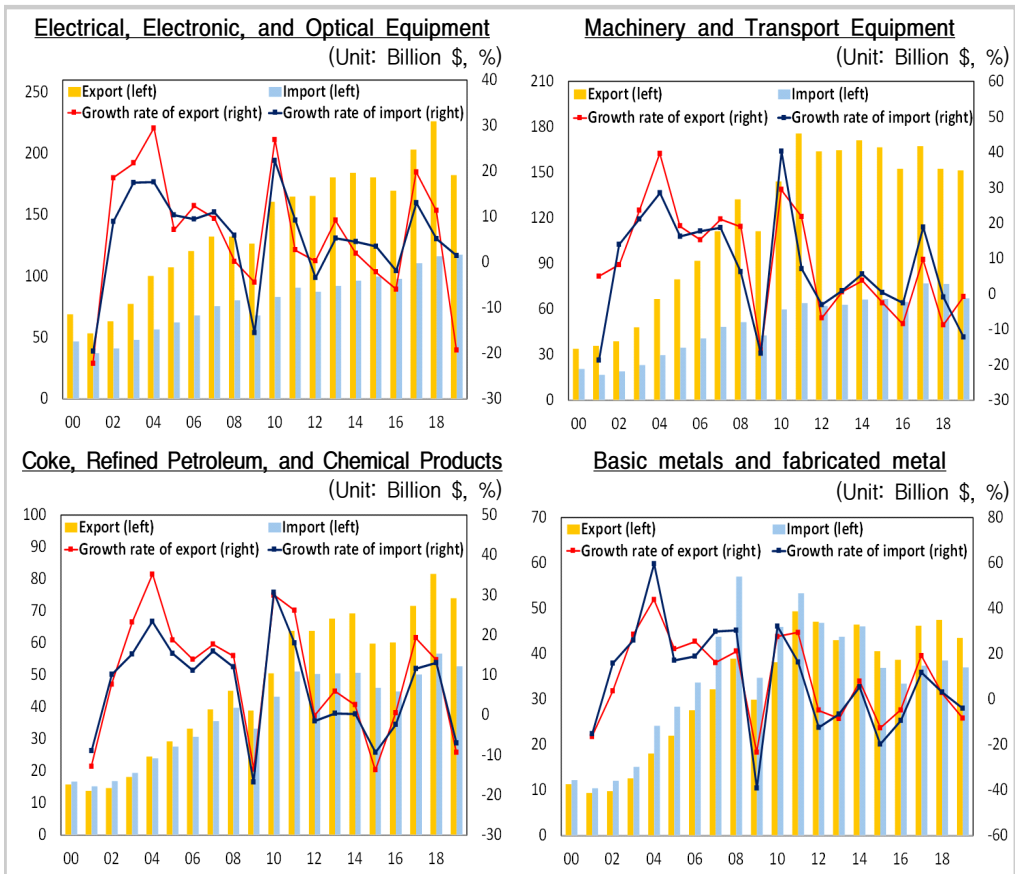 Electrical, Electronic, and Optical Equipment
(Unit: Billion $, %)
250
200
150
100
50
0
40
30
20
10
0
-10
-20
-30
Export (left)
Import (left)
Growth rate of export (right)
Growth rate of import (right)
00 02 04 06 08 10 12 14 16 18
Machinery and Transport Equipment
(Unit: Billion $, %)
210
180
150
120
90
60
30
0
60
50
40
30
20
10
0
-10
-20
-30
Export (left)
Import (left)
Growth rate of export (right)
Growth rate of import (right)
00 02 04 06 08 10 12 14 16 18
Coke, Refined Petroleum, and Chemical Products
(Unit: Billion $, %)
100
90
80
70
60
50
40
30
20
10
0
50
40
30
20
10
0
-10
-20
-30
Export (left)
Import (left)
Growth rate of export (right)
Growth rate of import (right)
00 02 04 06 08 10 12 14 16 18
Basic metals and fabricated metal
(Unit: Billion $, %)
70
60
50
40
30
20
10
0
80
60
40
20
0
-20
-40
-60
Export (left)
Import (left)
Growth rate of export (right)
Growth rate of import (right)
00 02 04 06 08 10 12 14 16 18